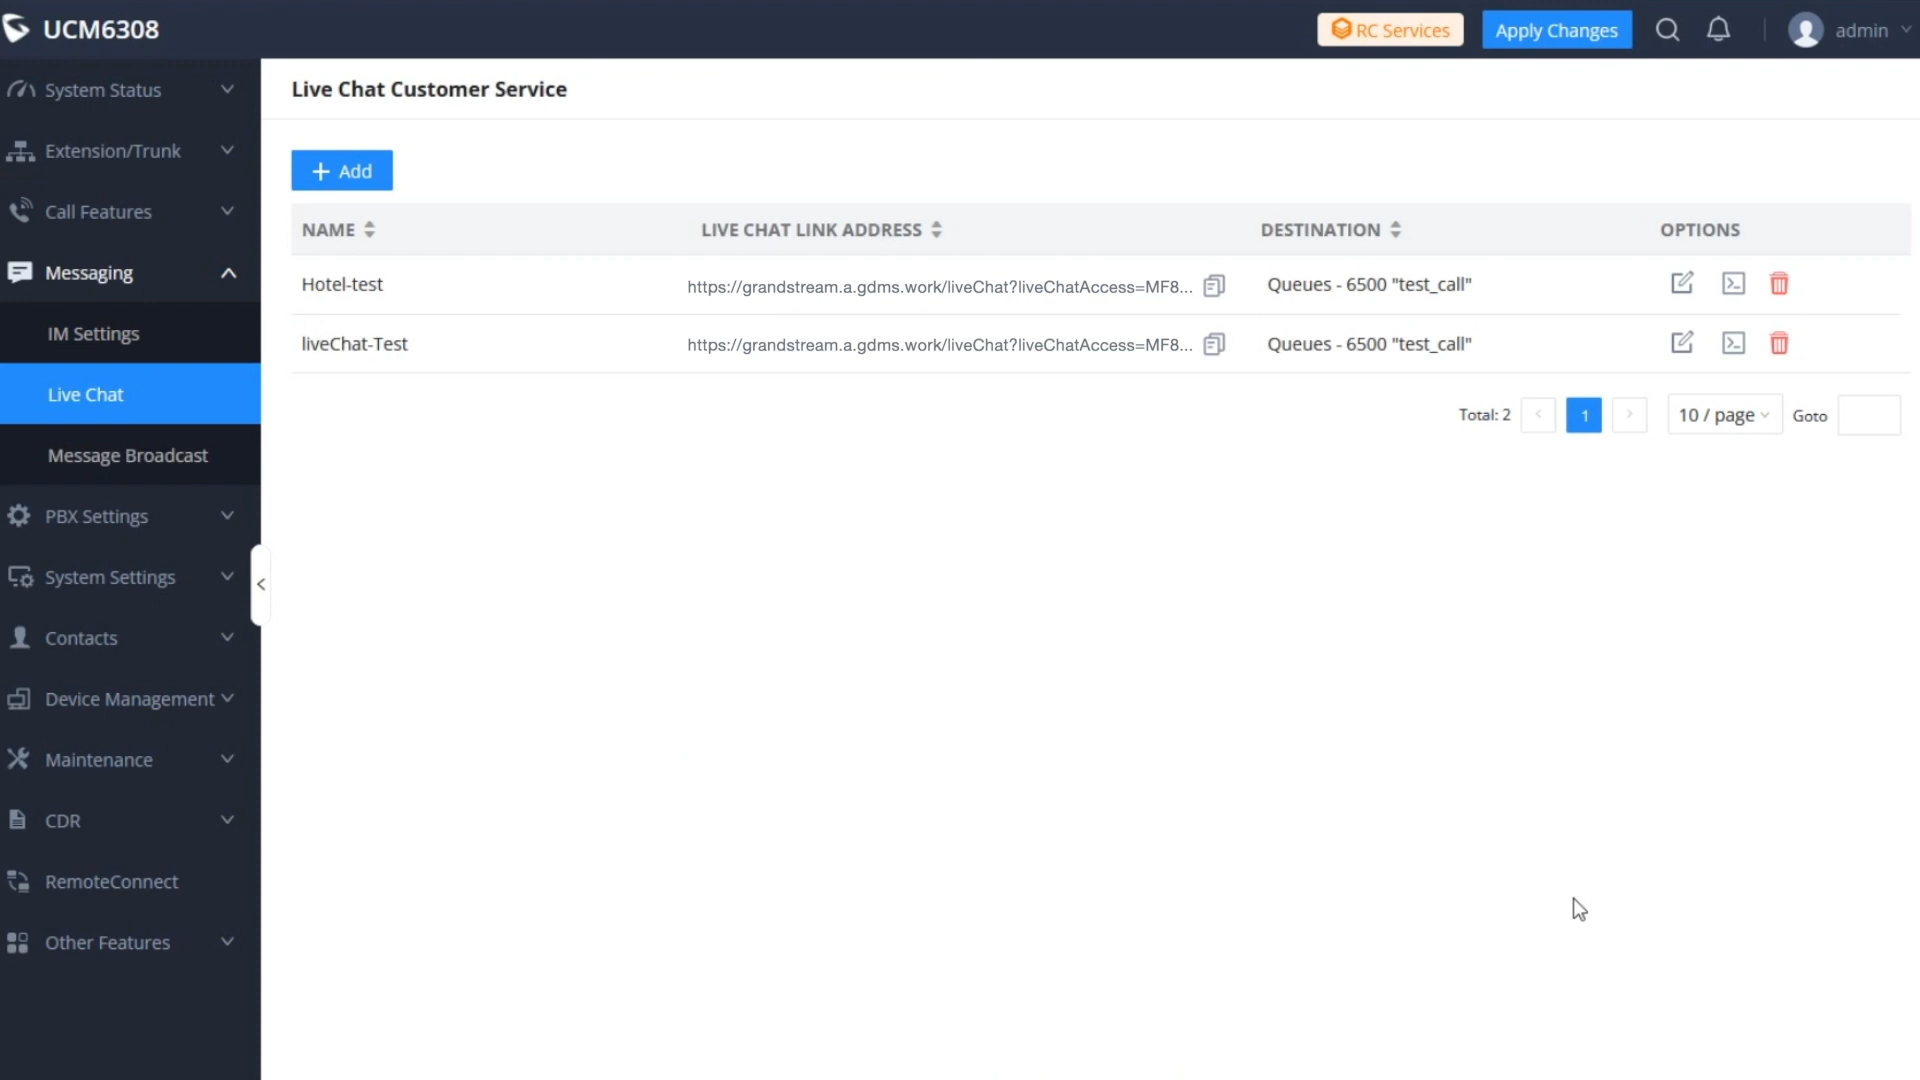 UCM6308
RC Services
Apply Changes
admin
System Status
Extension/Trunk
Call Features
Messaging
IM Settings
Live Chat
Message Broadcast
PBX Settings
System Settings
Contacts
Device Management
Maintenance
CDR
RemoteConnect
Other Features
Live Chat Customer Service
+ Add
NAME LIVE CHAT LINK ADDRESS DESTINATION OPTIONS
Hotel-test https://grandstream.a.gdms.work/liveChat?liveChatAccess=MF8... Queues - 6500 "test_call"
liveChat-Test https://grandstream.a.gdms.work/liveChat?liveChatAccess=MF8... Queues - 6500 "test_call"
Total: 2 < 1 > 10 / page Goto